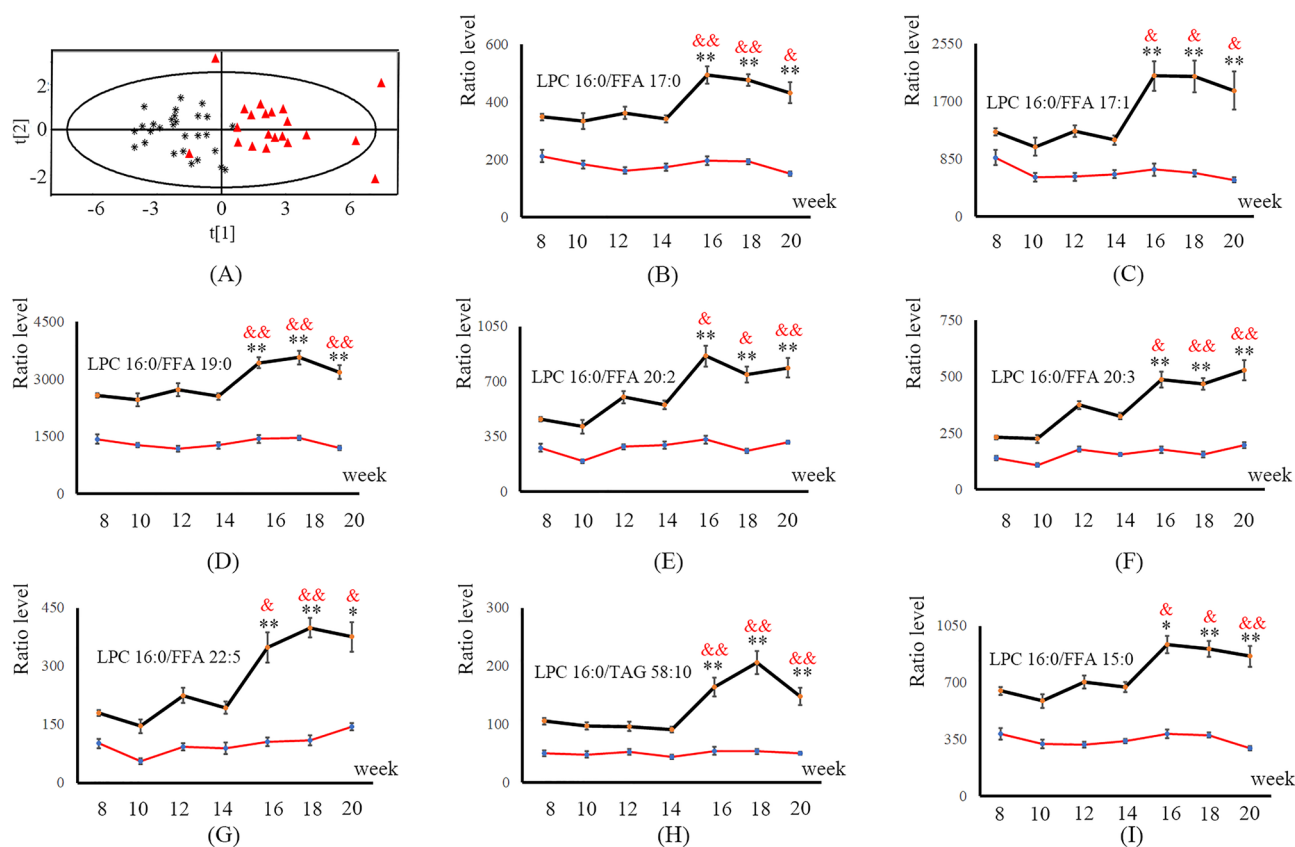 2
0
-2
t[2]
-6 -3 0 3 6
t[1]
(A)
Ratio level
600
400
200
0
LPC 16:0/FFA 17:0
&& && &
** ** **
week
8 10 12 14 16 18 20
(B)
Ratio level
2550
1700
850
0
LPC 16:0/FFA 17:1
& & &
** ** **
week
8 10 12 14 16 18 20
(C)
Ratio level
4500
3000
1500
0
LPC 16:0/FFA 19:0
&& && &&
** ** **
week
8 10 12 14 16 18 20
(D)
Ratio level
1050
700
350
0
LPC 16:0/FFA 20:2
& & &&
** ** **
week
8 10 12 14 16 18 20
(E)
Ratio level
750
500
250
0
LPC 16:0/FFA 20:3
& && &&
** ** **
week
8 10 12 14 16 18 20
(F)
Ratio level
450
300
150
0
LPC 16:0/FFA 22:5
& && &
** ** *
week
8 10 12 14 16 18 20
(G)
Ratio level
300
200
100
0
LPC 16:0/TAG 58:10
&& && &&
** ** **
week
8 10 12 14 16 18 20
(H)
Ratio level
1050
700
350
0
LPC 16:0/FFA 15:0
& & &&
* ** **
week
8 10 12 14 16 18 20
(I)